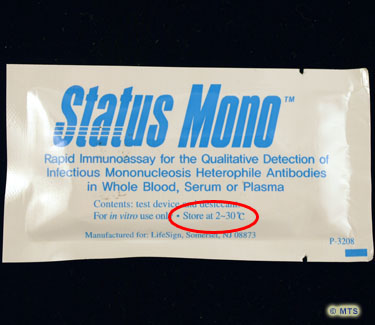 Status Mono™
Rapid Immunoassay for the Qualitative Detection of
Infectious Mononucleosis Heterophile Antibodies
in Whole Blood, Serum or Plasma
Contents: test device and desiccant
For in vitro use only • Store at 2~30℃
Manufactured for: LifeSign, Somerset, NJ 08873
P-3208
© MTS